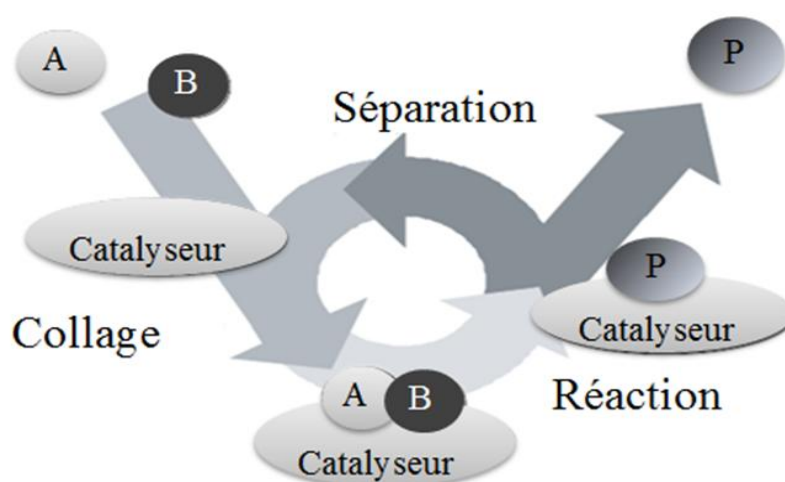 A
B
P
Séparation
Catalyseur
P
Catalyseur
Collage
A
B
Réaction
Catalyseur